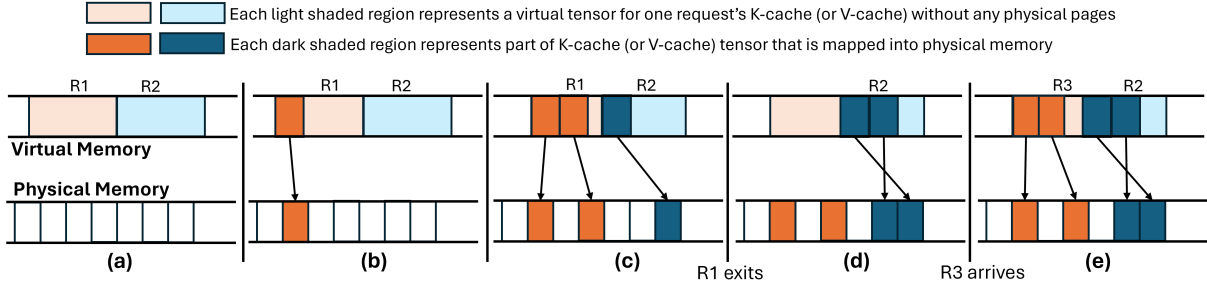 Each light shaded region represents a virtual tensor for one request's K-cache (or V-cache) without any physical pages
Each dark shaded region represents part of K-cache (or V-cache) tensor that is mapped into physical memory
R1 R2 R1 R2 R1 R2 R2 R3 R2
Virtual Memory
Physical Memory
(a) (b) (c) (d) (e)
R1 exits R3 arrives